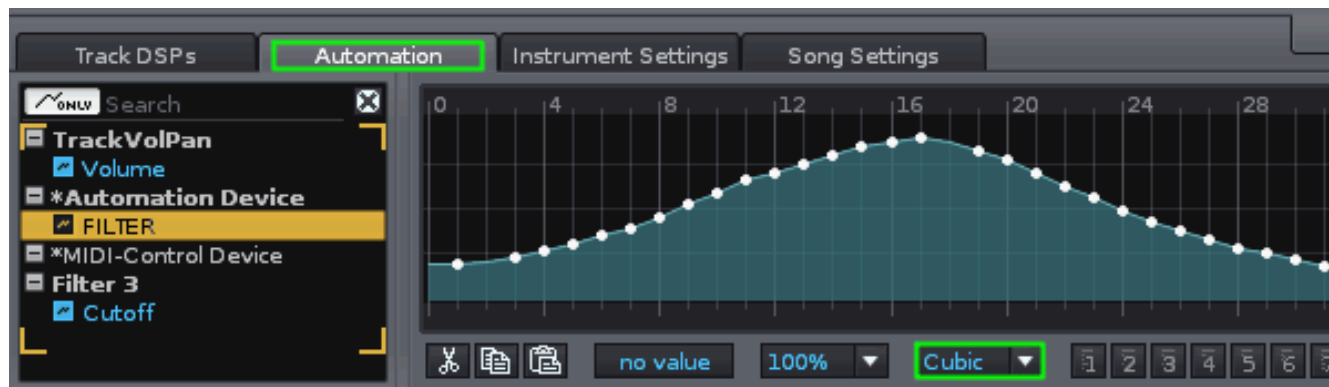 Track DSPs Automation Instrument Settings Song Settings
ONLY Search
0 4 8 12 16 20 24 28
TrackVolPan
Volume
*Automation Device
FILTER
*MIDI-Control Device
Filter 3
Cutoff
no value 100% Cubic 1 2 3 4 5 6